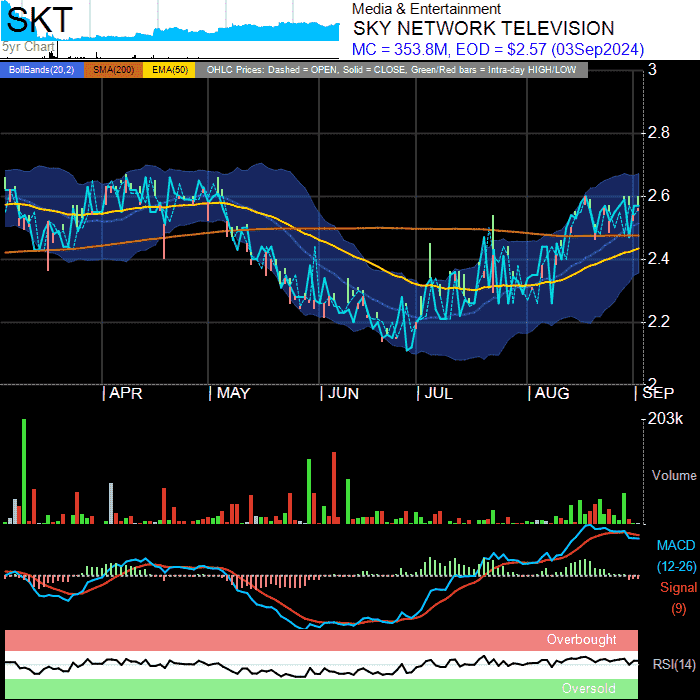 SKT
Media & Entertainment
SKY NETWORK TELEVISION
5yr Chart
MC = 353.8M, EOD = $2.57 (03Sep2024)
BollBands(20,2) SMA(200) EMA(50) OHLC Prices: Dashed = OPEN, Solid = CLOSE, Green/Red bars = Intra-day HIGH/LOW
3
2.8
2.6
2.4
2.2
2
APR MAY JUN JUL AUG SEP
203k
Volume
MACD
(12-26)
Signal
(9)
Overbought
RSI(14)
Oversold